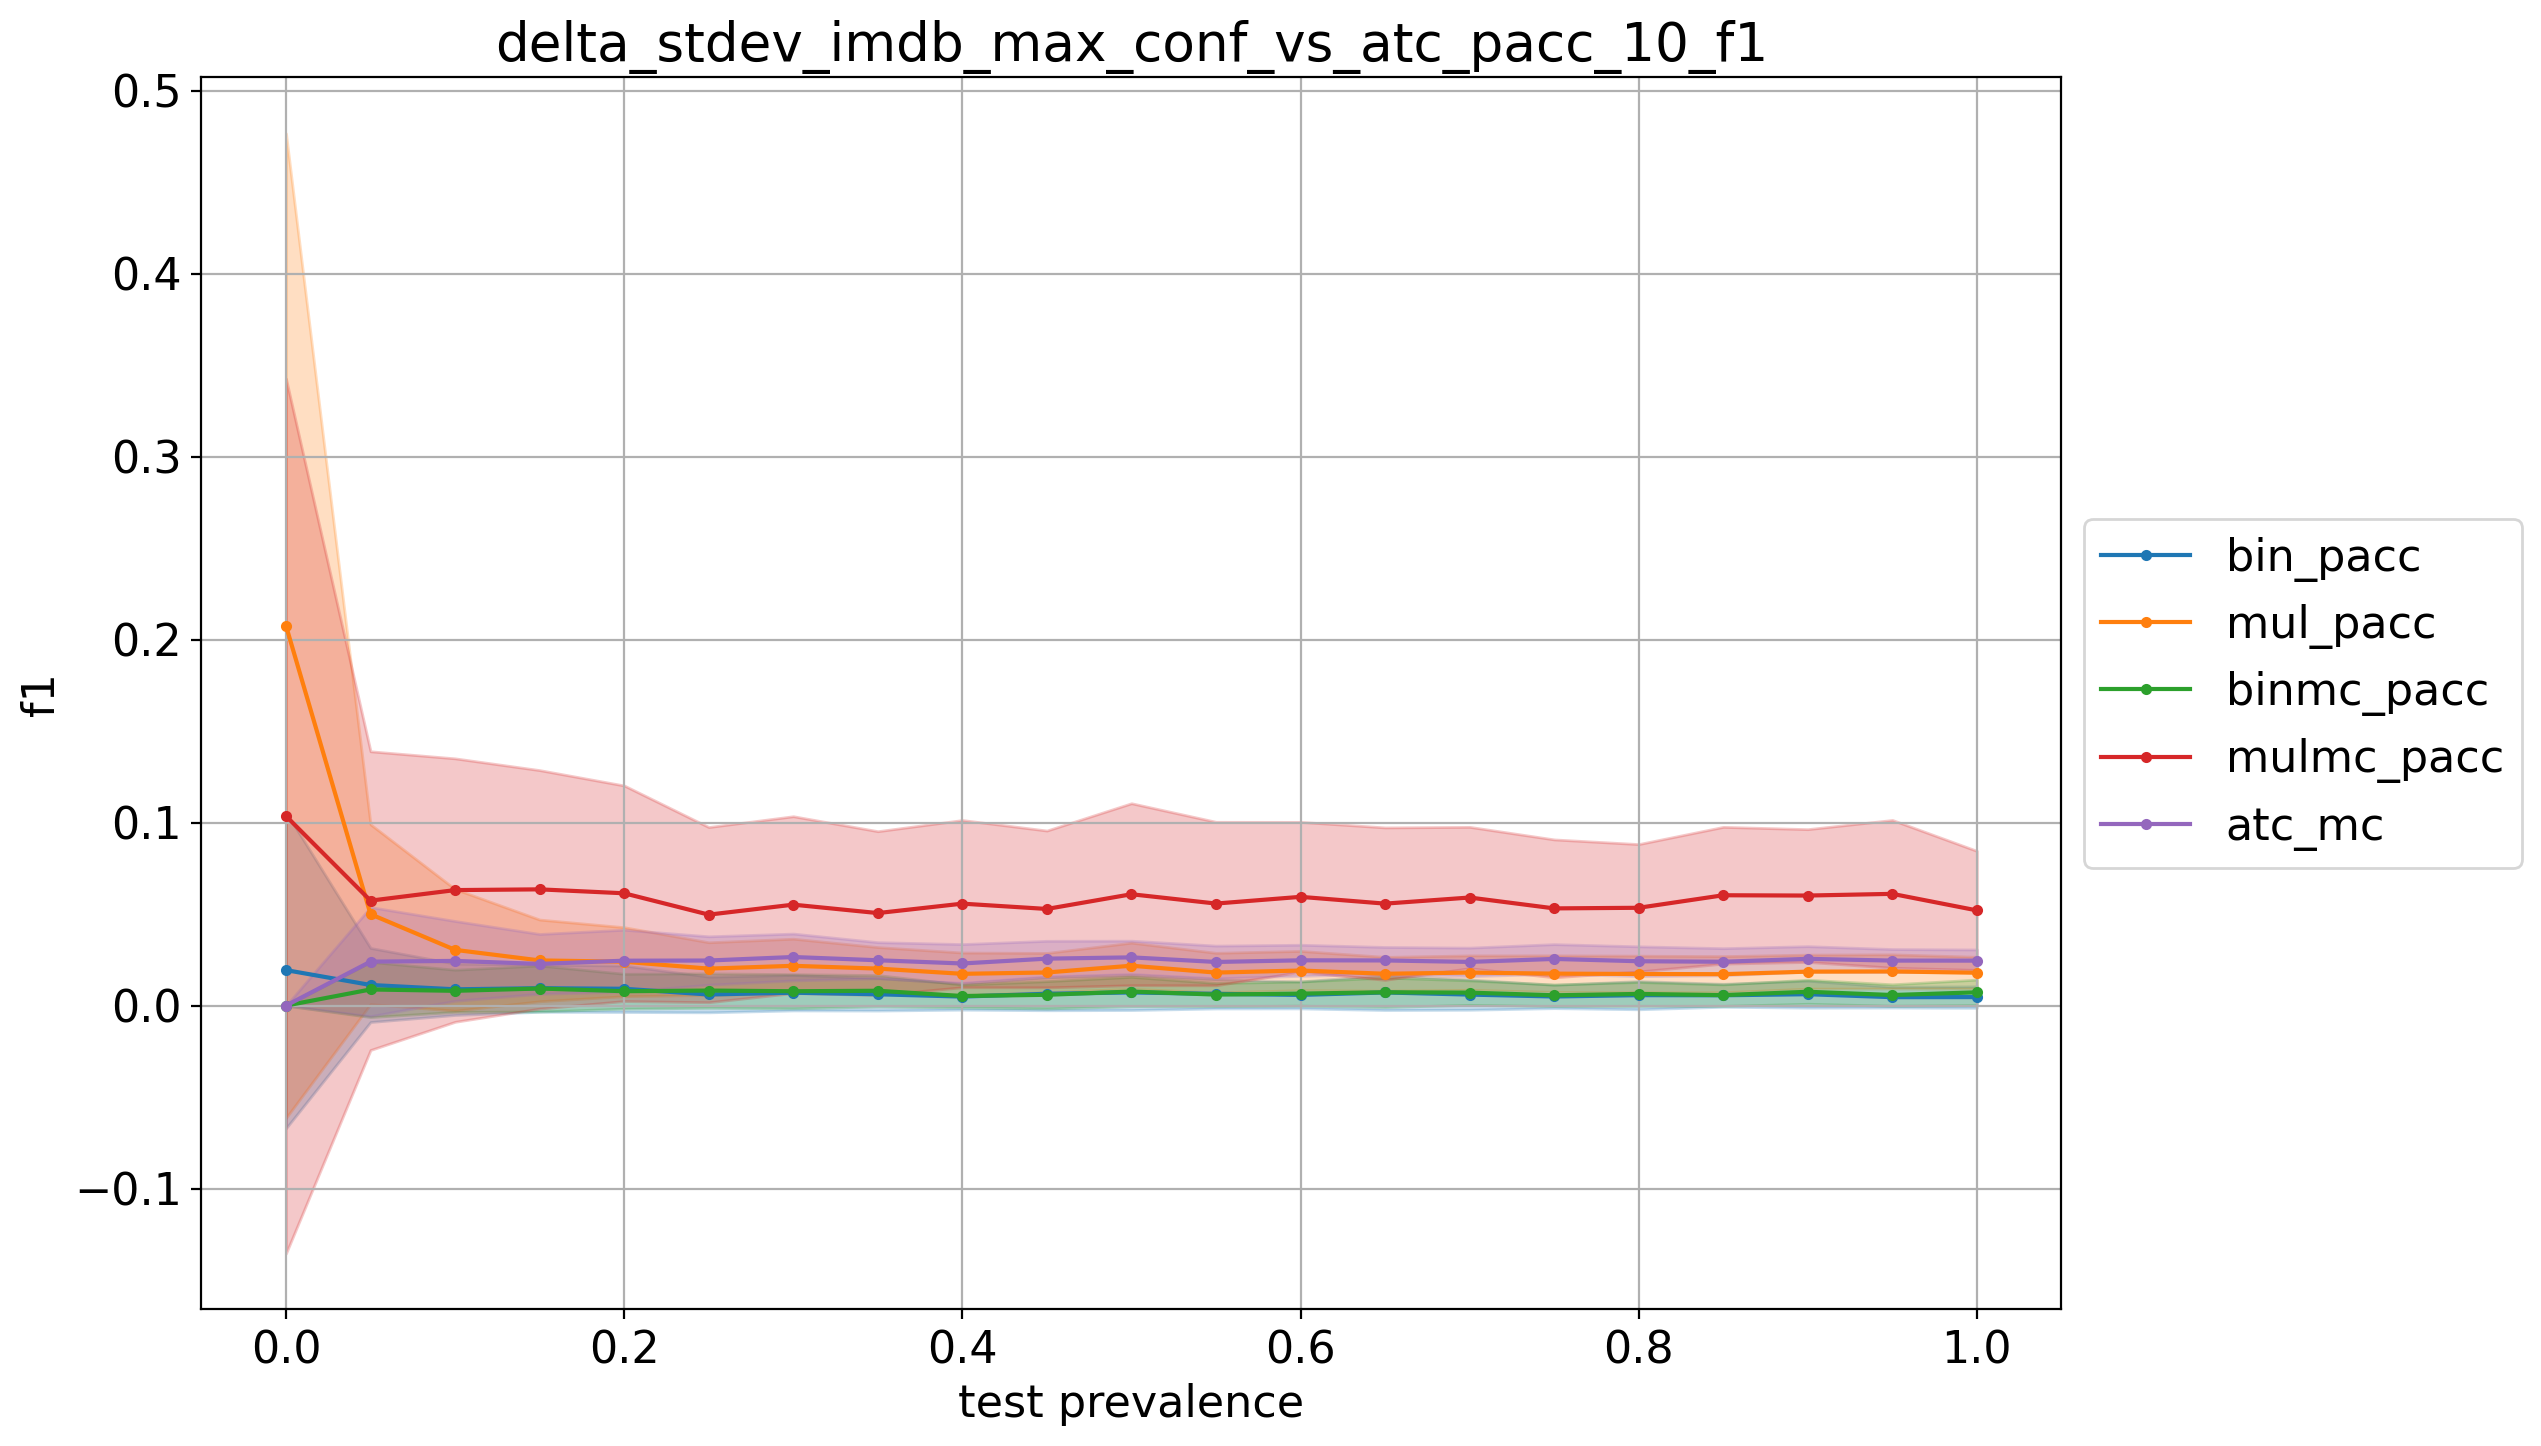 delta_stdev_imdb_max_conf_vs_atc_pacc_10_f1
0.5
0.4
0.3
0.2
0.1
0.0
−0.1
f1
0.0 0.2 0.4 0.6 0.8 1.0
test prevalence
bin_pacc
mul_pacc
binmc_pacc
mulmc_pacc
atc_mc